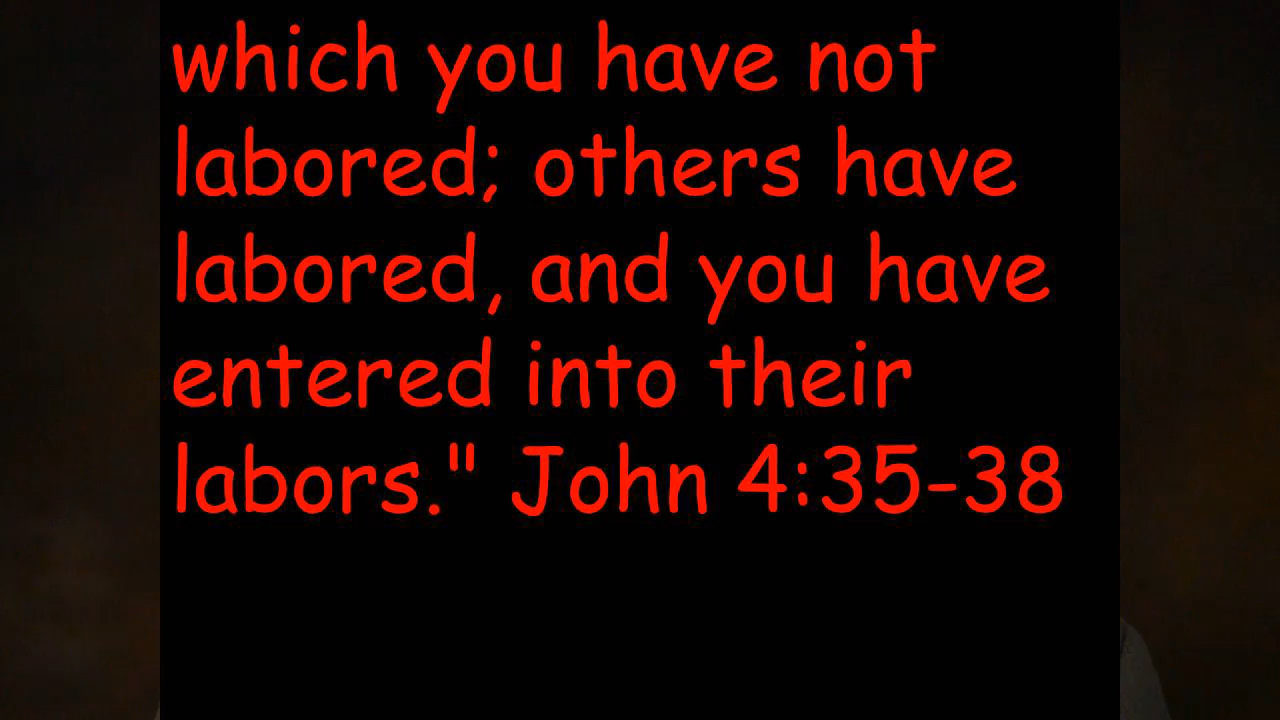 which you have not
labored; others have
labored, and you have
entered into their
labors." John 4:35-38